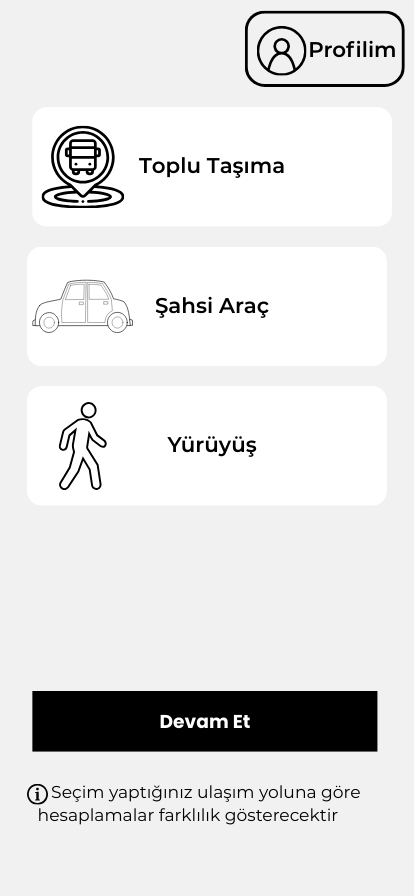 Profilim
Toplu Taşıma
Şahsi Araç
Yürüyüş
Devam Et
Seçim yaptığınız ulaşım yoluna göre
hesaplamalar farklılık gösterecektir